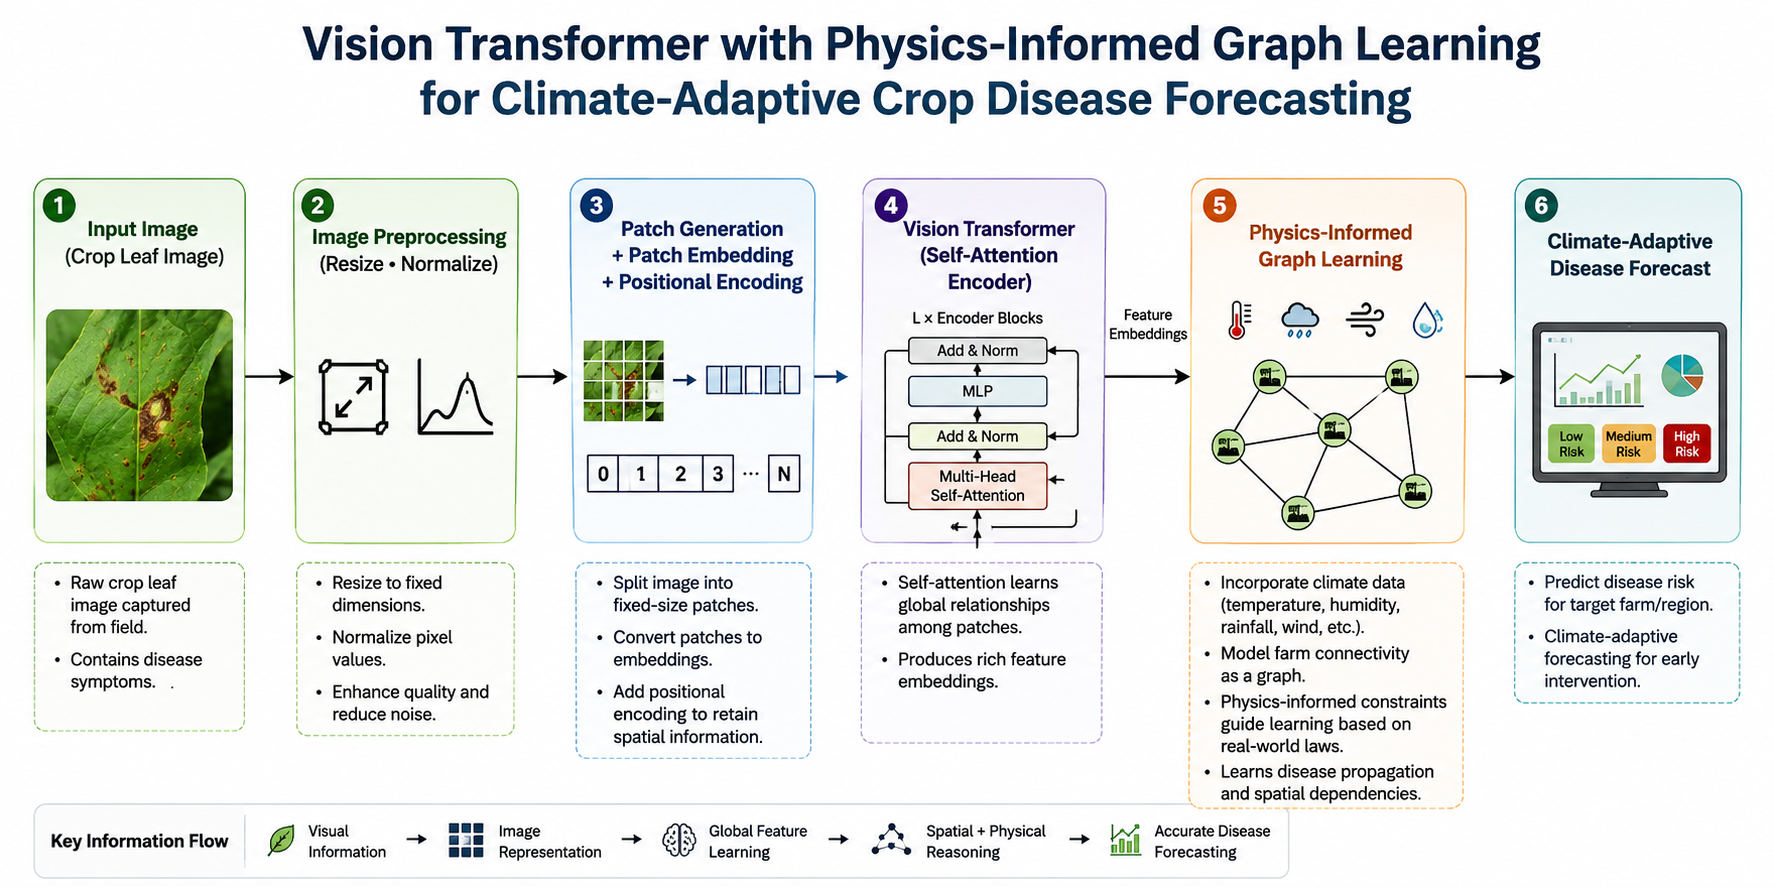 Vision Transformer with Physics-Informed Graph Learning
for Climate-Adaptive Crop Disease Forecasting
1
Input Image
(Crop Leaf Image)
2
Image Preprocessing
(Resize • Normalize)
3
Patch Generation
+ Patch Embedding
+ Positional Encoding
0 1 2 3 ... N
4
Vision Transformer
(Self-Attention
Encoder)
L × Encoder Blocks
Add & Norm
MLP
Add & Norm
Multi-Head
Self-Attention
Feature
Embeddings
5
Physics-Informed
Graph Learning
6
Climate-Adaptive
Disease Forecast
Low
Risk
Medium
Risk
High
Risk
• Raw crop leaf
image captured
from field.
• Contains disease
symptoms.
• Resize to fixed
dimensions.
• Normalize pixel
values.
• Enhance quality and
reduce noise.
• Split image into
fixed-size patches.
• Convert patches to
embeddings.
• Add positional
encoding to retain
spatial information.
• Self-attention learns
global relationships
among patches.
• Produces rich feature
embeddings.
• Incorporate climate data
(temperature, humidity,
rainfall, wind, etc.).
• Model farm connectivity
as a graph.
• Physics-informed constraints
guide learning based on
real-world laws.
• Learns disease propagation
and spatial dependencies.
• Predict disease risk
for target farm/region.
• Climate-adaptive
forecasting for early
intervention.
Key Information Flow
Visual
Information
Image
Representation
Global Feature
Learning
Spatial + Physical
Reasoning
Accurate Disease
Forecasting